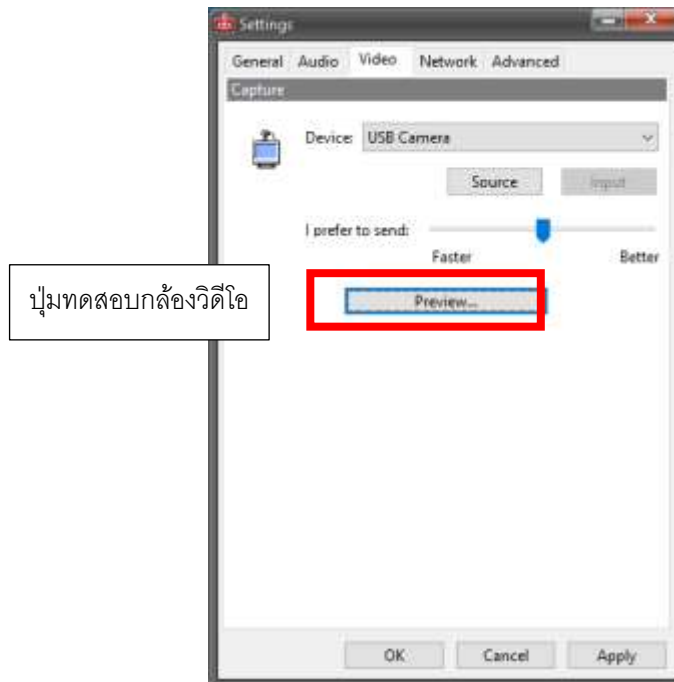 Settings
General Audio Video Network Advanced
Capture
Device: USB Camera
Source Input
I prefer to send:
Faster Better
ปุ่มทดสอบกล้องวิดีโอ
Preview...
OK Cancel Apply